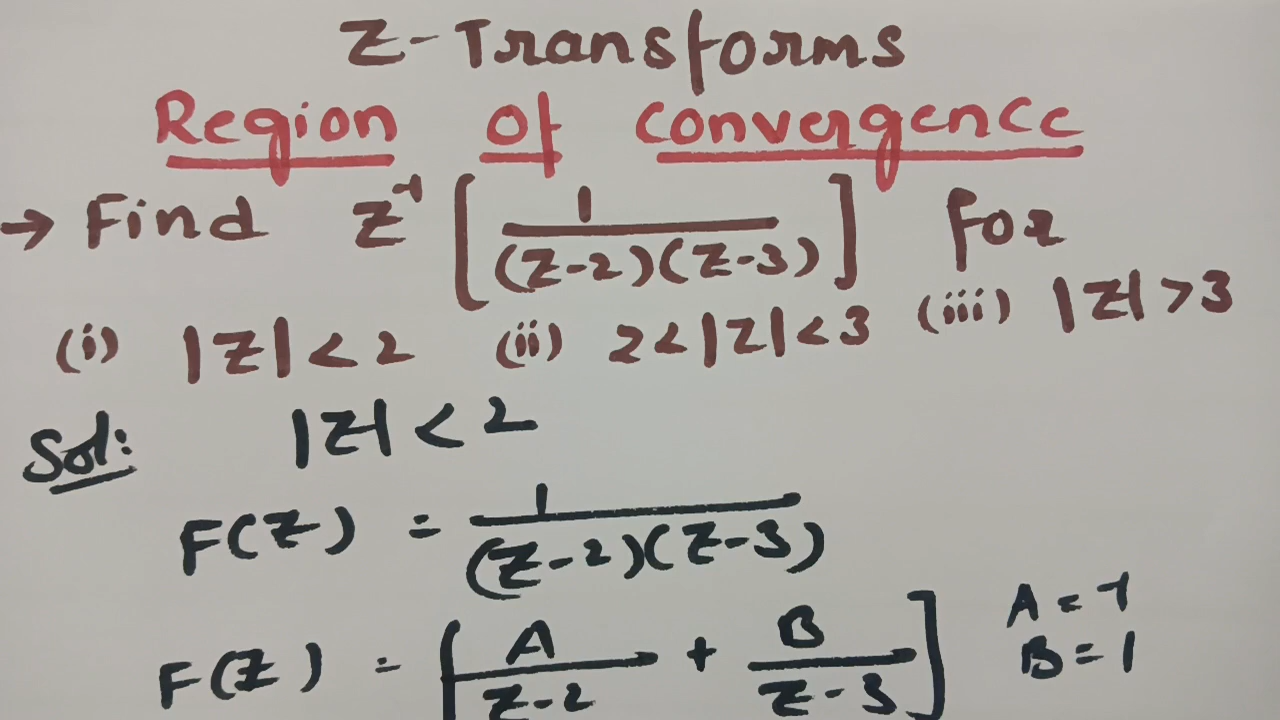 Z-Transforms
Region of Convergence
→ Find Z⁻¹ [ 1 / (Z-2)(Z-3) ] for
(i) |Z| < 2 (ii) 2 < |Z| < 3 (iii) |Z| > 3
Sol: |Z| < 2
F(Z) = 1 / (Z-2)(Z-3)
F(Z) = [ A / Z-2 + B / Z-3 ] A = -1
B = 1